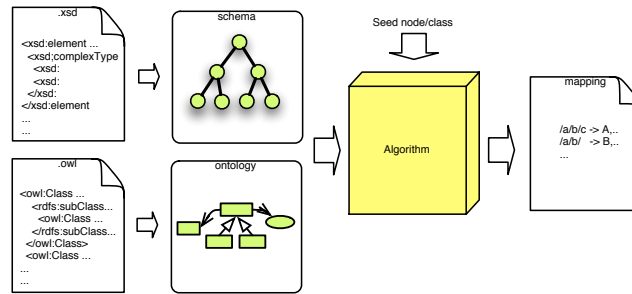 .xsd
<xsd:element ...
<xsd;complexType
<xsd:
<xsd:
</xsd:
</xsd:element
...
...
schema
Seed node/class
Algorithm
mapping
/a/b/c -> A,..
/a/b/ -> B,..
...
.owl
<owl:Class ...
<rdfs:subClass...
<owl:Class ...
</rdfs:subClass...
</owl:Class>
<owl:Class ...
...
...
ontology